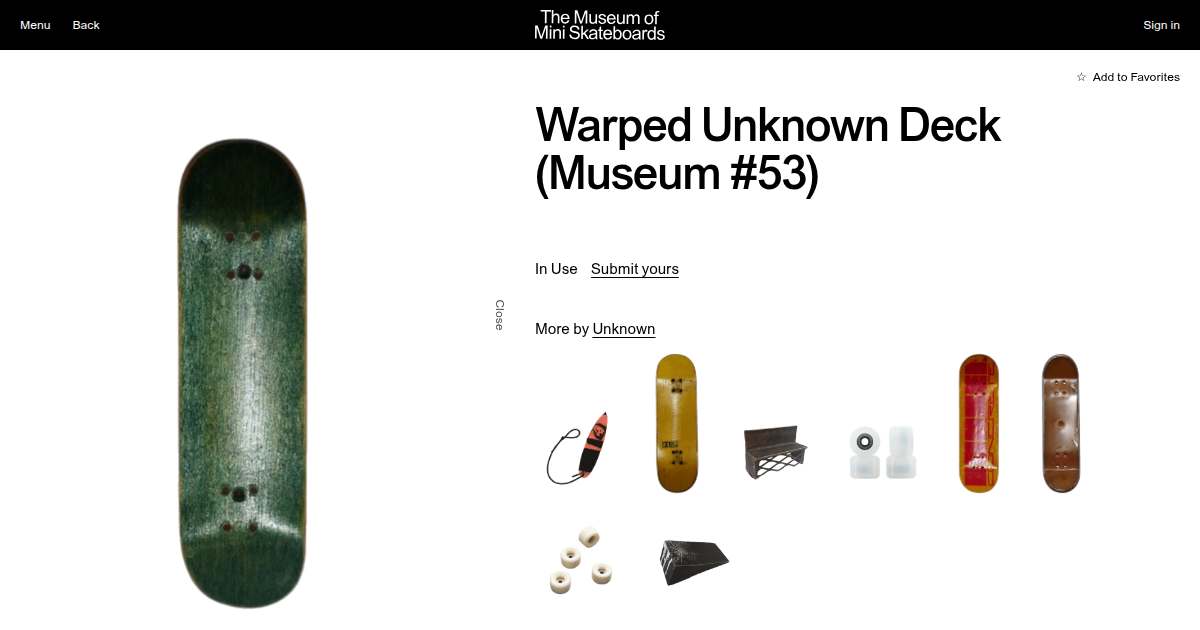 Menu Back
The Museum of
Mini Skateboards
Sign in
☆ Add to Favorites
Warped Unknown Deck
(Museum #53)
In Use Submit yours
Close
More by Unknown